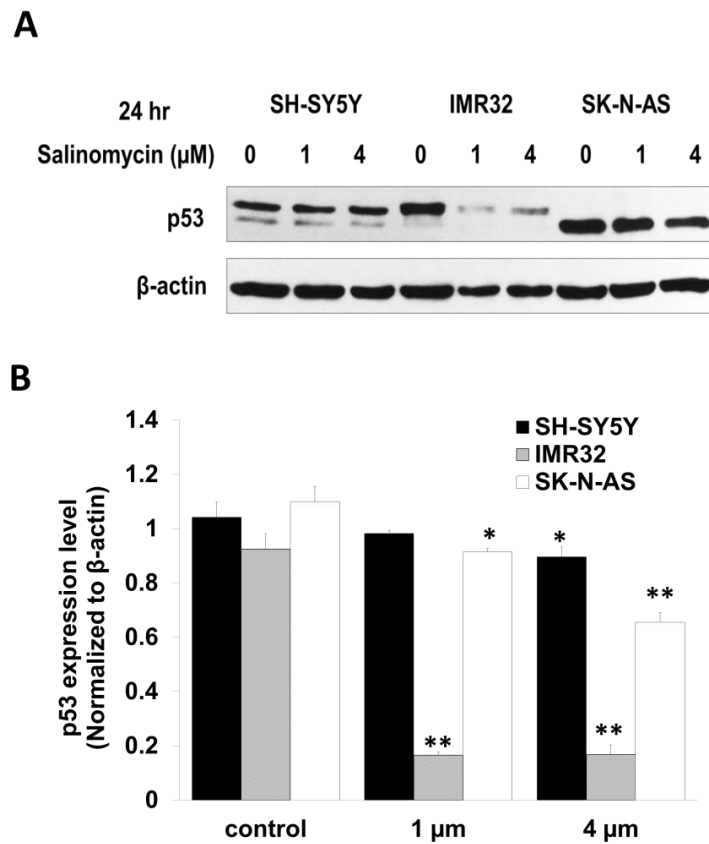 A
24 hr SH-SY5Y IMR32 SK-N-AS
Salinomycin (µM) 0 1 4 0 1 4 0 1 4
p53
β-actin
B
p53 expression level
(Normalized to β-actin)
1.4
1.2
1
0.8
0.6
0.4
0.2
0
SH-SY5Y
IMR32
SK-N-AS
* *
**
** **
control 1 µm 4 µm